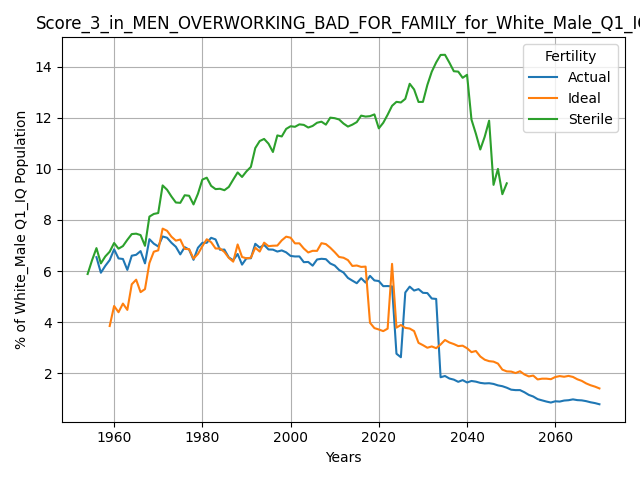 Score_3_in_MEN_OVERWORKING_BAD_FOR_FAMILY_for_White_Male_Q1_IQ
Fertility
Actual
Ideal
Sterile
% of White_Male Q1_IQ Population
14
12
10
8
6
4
2
1960 1980 2000 2020 2040 2060
Years